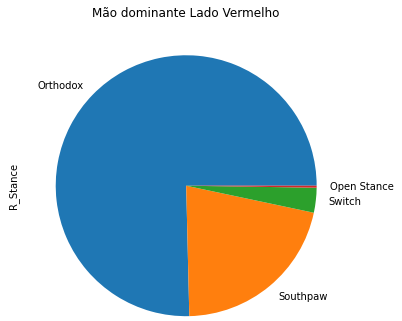 Mão dominante Lado Vermelho
Orthodox
R_Stance
Open Stance
Switch
Southpaw